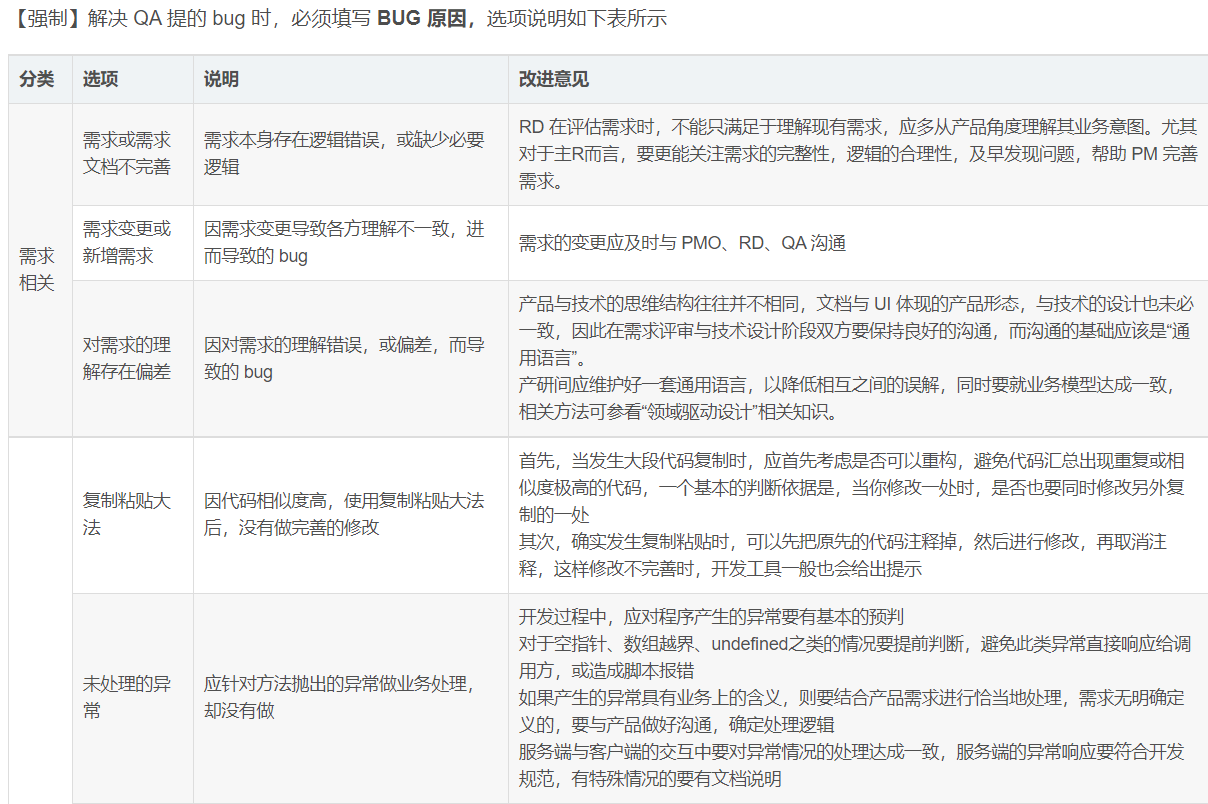 【强制】解决 QA 提的 bug 时，必须填写 BUG 原因，选项说明如下表所示
分类 选项 说明 改进意见
需求
相关
需求或需求
文档不完善
需求本身存在逻辑错误，或缺少必要
逻辑
RD 在评估需求时，不能只满足于理解现有需求，应多从产品角度理解其业务意图。尤其
对于主R而言，要更能关注需求的完整性，逻辑的合理性，及早发现问题，帮助 PM 完善
需求。
需求变更或
新增需求
因需求变更导致各方理解不一致，进
而导致的 bug
需求的变更应及时与 PMO、RD、QA 沟通
对需求的理
解存在偏差
因对需求的理解错误，或偏差，而导
致的 bug
产品与技术的思维结构往往并不相同，文档与 UI 体现的产品形态，与技术的设计也未必
一致，因此在需求评审与技术设计阶段双方要保持良好的沟通，而沟通的基础应该是“通
用语言”。
产研间应维护好一套通用语言，以降低相互之间的误解，同时要就业务模型达成一致，
相关方法可参看“领域驱动设计”相关知识。
复制粘贴大
法
因代码相似度高，使用复制粘贴大法
后，没有做完善的修改
首先，当发生大段代码复制时，应首先考虑是否可以重构，避免代码汇总出现重复或相
似度极高的代码，一个基本的判断依据是，当你修改一处时，是否也要同时修改另外复
制的一处
其次，确实发生复制粘贴时，可以先把原先的代码注释掉，然后进行修改，再取消注
释，这样修改不完善时，开发工具一般也会给出提示
未处理的异
常
应针对方法抛出的异常做业务处理，
却没有做
开发过程中，应对程序产生的异常要有基本的预判
对于空指针、数组越界、undefined之类的情况要提前判断，避免此类异常直接响应给调
用方，或造成脚本报错
如果产生的异常具有业务上的含义，则要结合产品需求进行恰当地处理，需求无明确定
义的，要与产品做好沟通，确定处理逻辑
服务端与客户端的交互中要对异常情况的处理达成一致，服务端的异常响应要符合开发
规范，有特殊情况的要有文档说明